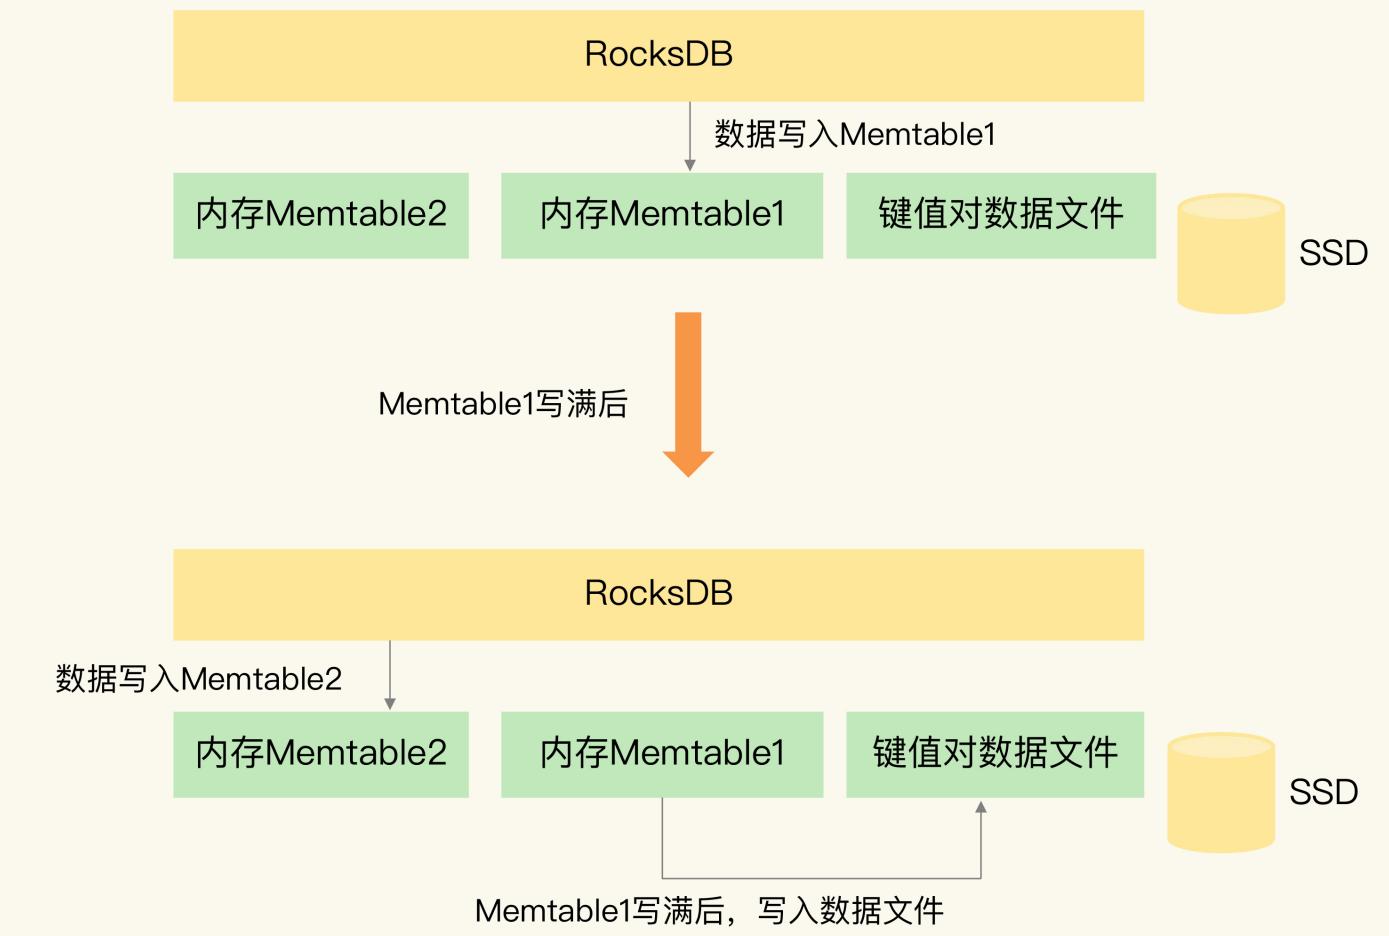 RocksDB
数据写入Memtable1
内存Memtable2
内存Memtable1
键值对数据文件
SSD
Memtable1写满后
RocksDB
数据写入Memtable2
内存Memtable2
内存Memtable1
键值对数据文件
SSD
Memtable1写满后，写入数据文件